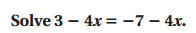 Solve 3 − 4x = −7 − 4x.